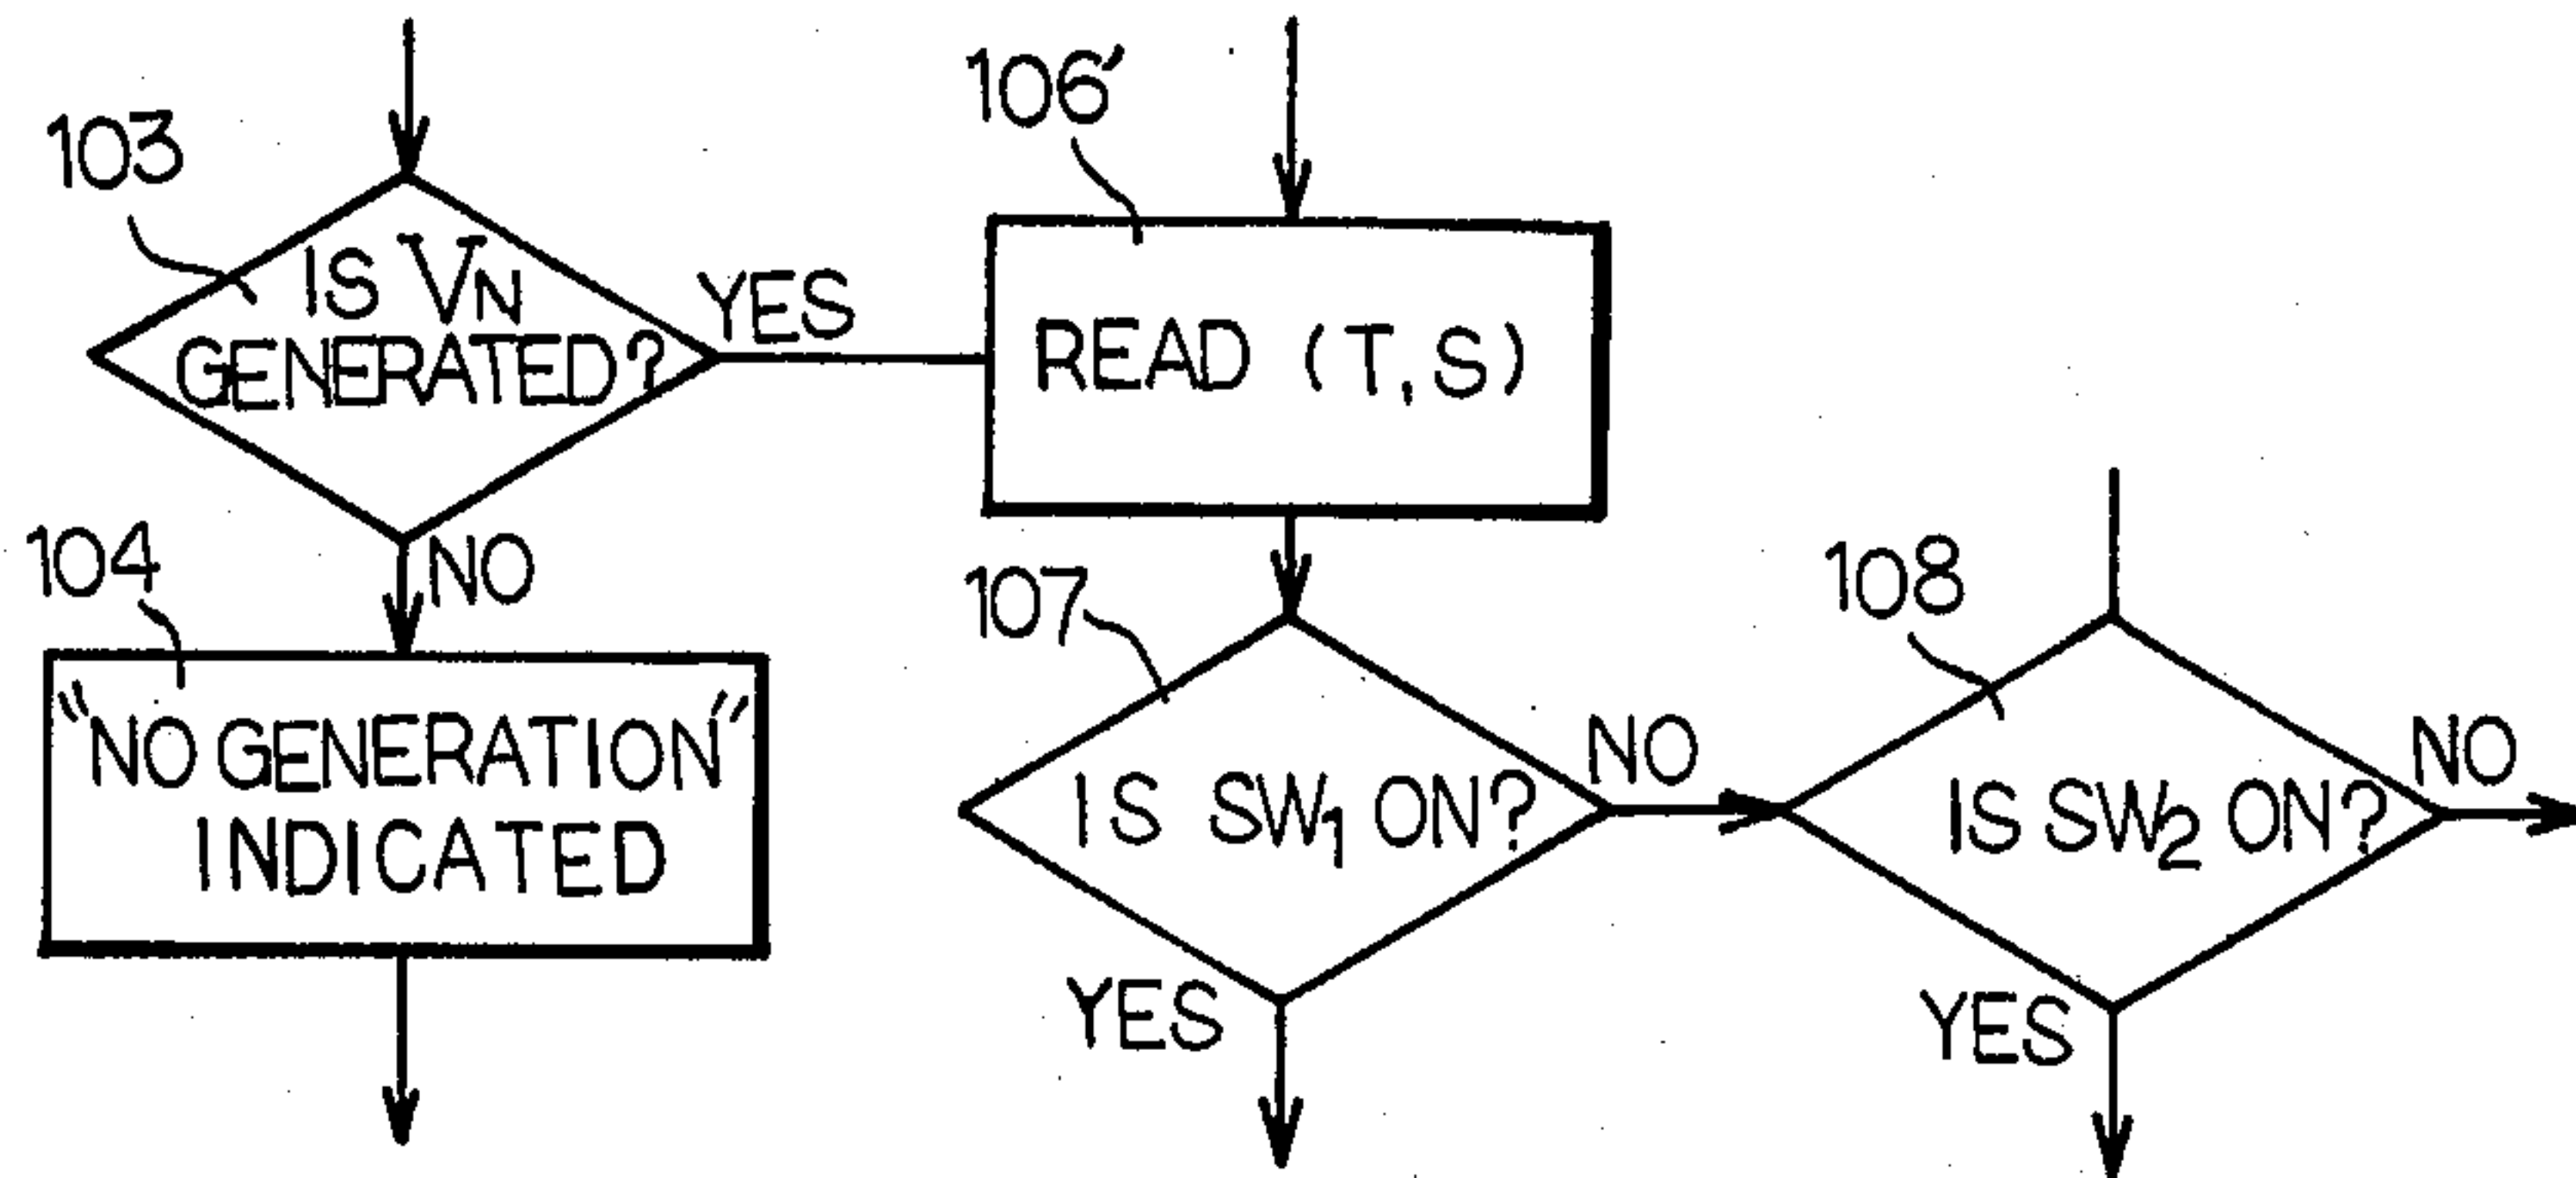 103
IS VN
GENERATED?
YES
NO
104
"NO GENERATION"
INDICATED
106'
READ (T,S)
107
IS SW1 ON?
NO
YES
108
IS SW2 ON?
NO
YES